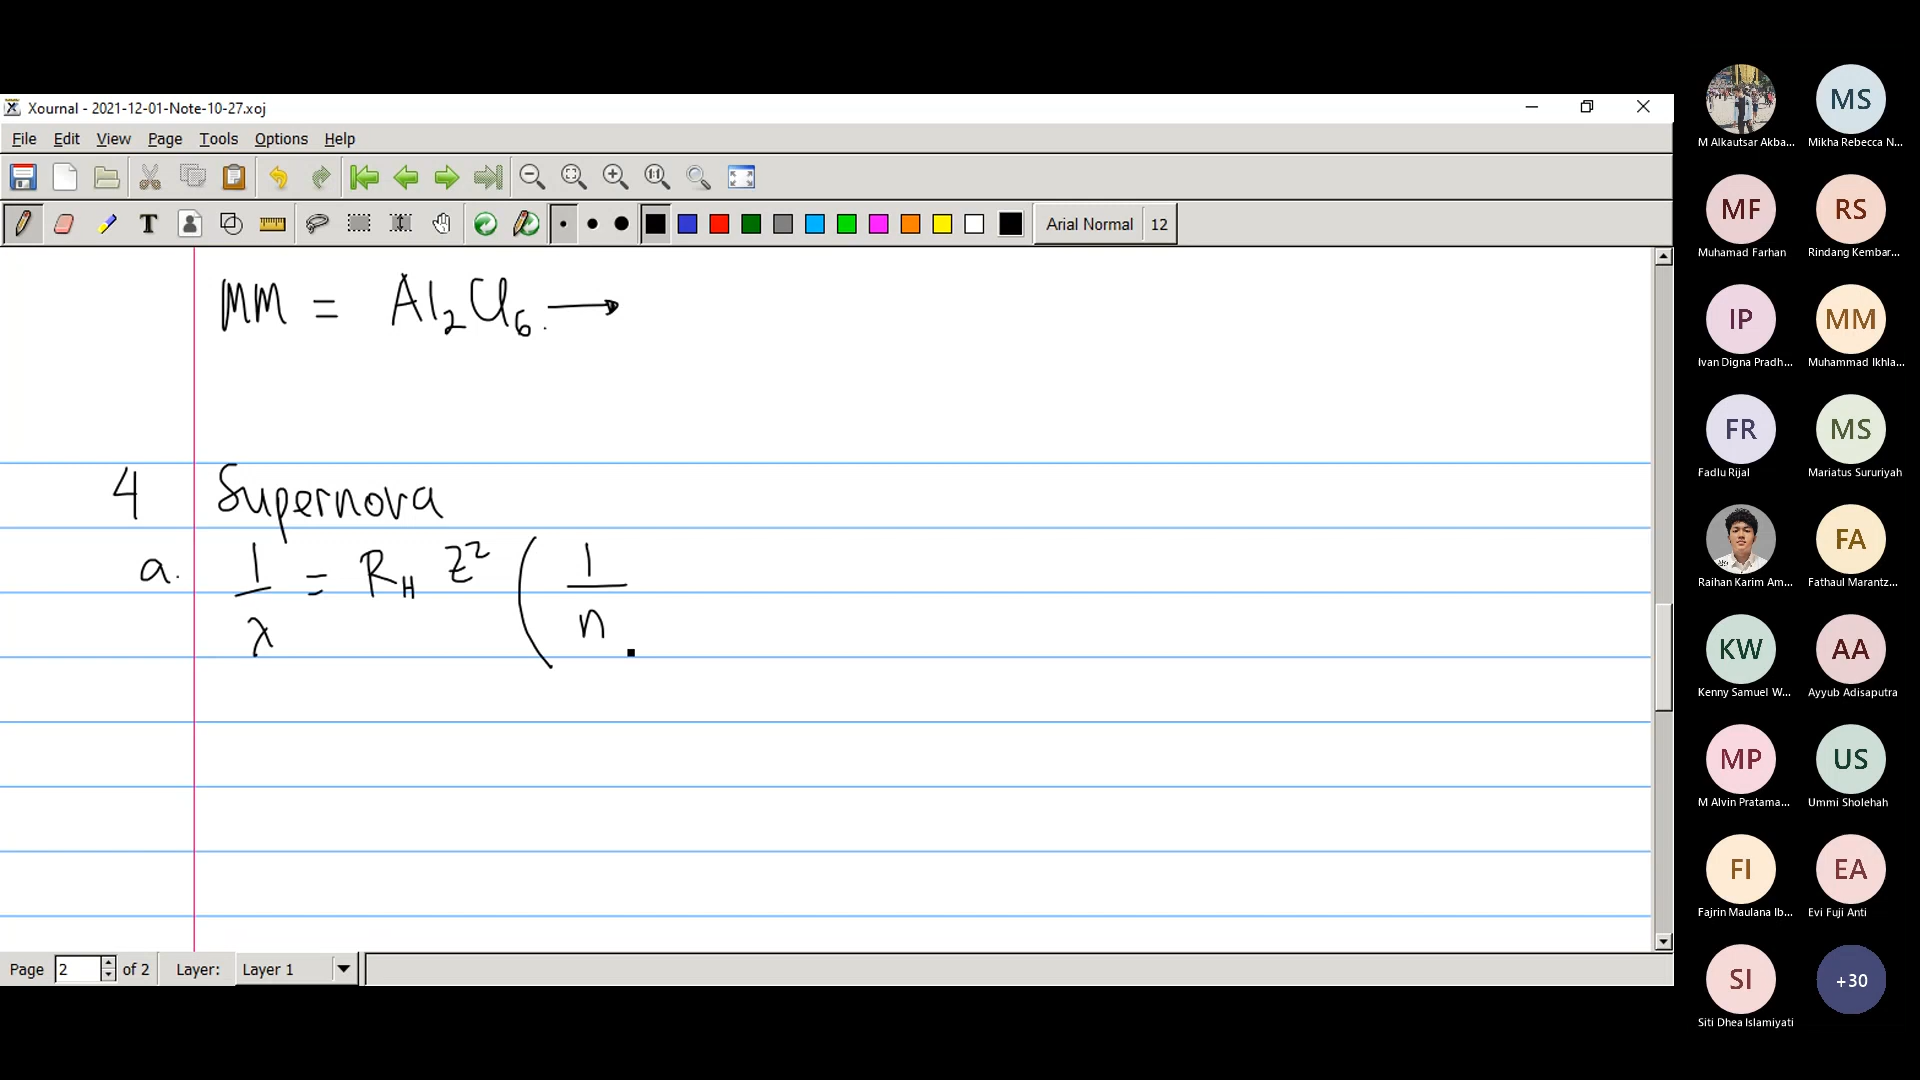 Xournal - 2021-12-01-Note-10-27.xoj
File Edit View Page Tools Options Help
T
1:1
Arial Normal 12
MM = Al₂Cl₆ →
4 Supernova
a. 1/λ = R_H Z² ( 1/n
Page 2 of 2 Layer: Layer 1
M Alkautsar Akba...
MS
Mikha Rebecca N...
MF
Muhamad Farhan
RS
Rindang Kembar...
IP
Ivan Digna Pradh...
MM
Muhammad Ikhla...
FR
Fadlu Rijal
MS
Mariatus Sururiyah
Raihan Karim Am...
FA
Fathaul Marantz...
KW
Kenny Samuel W...
AA
Ayyub Adisaputra
MP
M Alvin Pratama...
US
Ummi Sholehah
FI
Fajrin Maulana Ib...
EA
Evi Fuji Anti
SI
Siti Dhea Islamiyati
+30